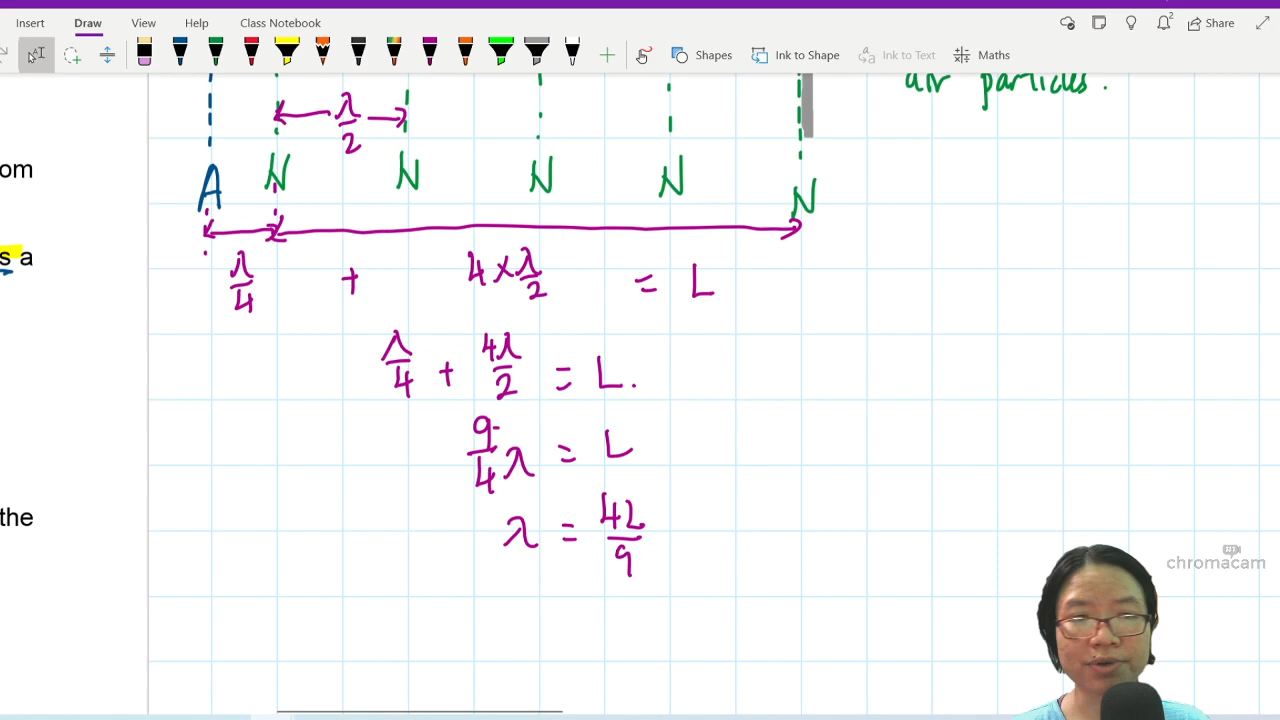 Insert Draw View Help Class Notebook Share
Shapes Ink to Shape Ink to Text Maths
air particles.
λ/2
om
A N N N N N
s a
λ/4 + 4 × λ/2 = L
λ/4 + 4λ/2 = L.
9/4 λ = L
the
λ = 4L/9
chromacam